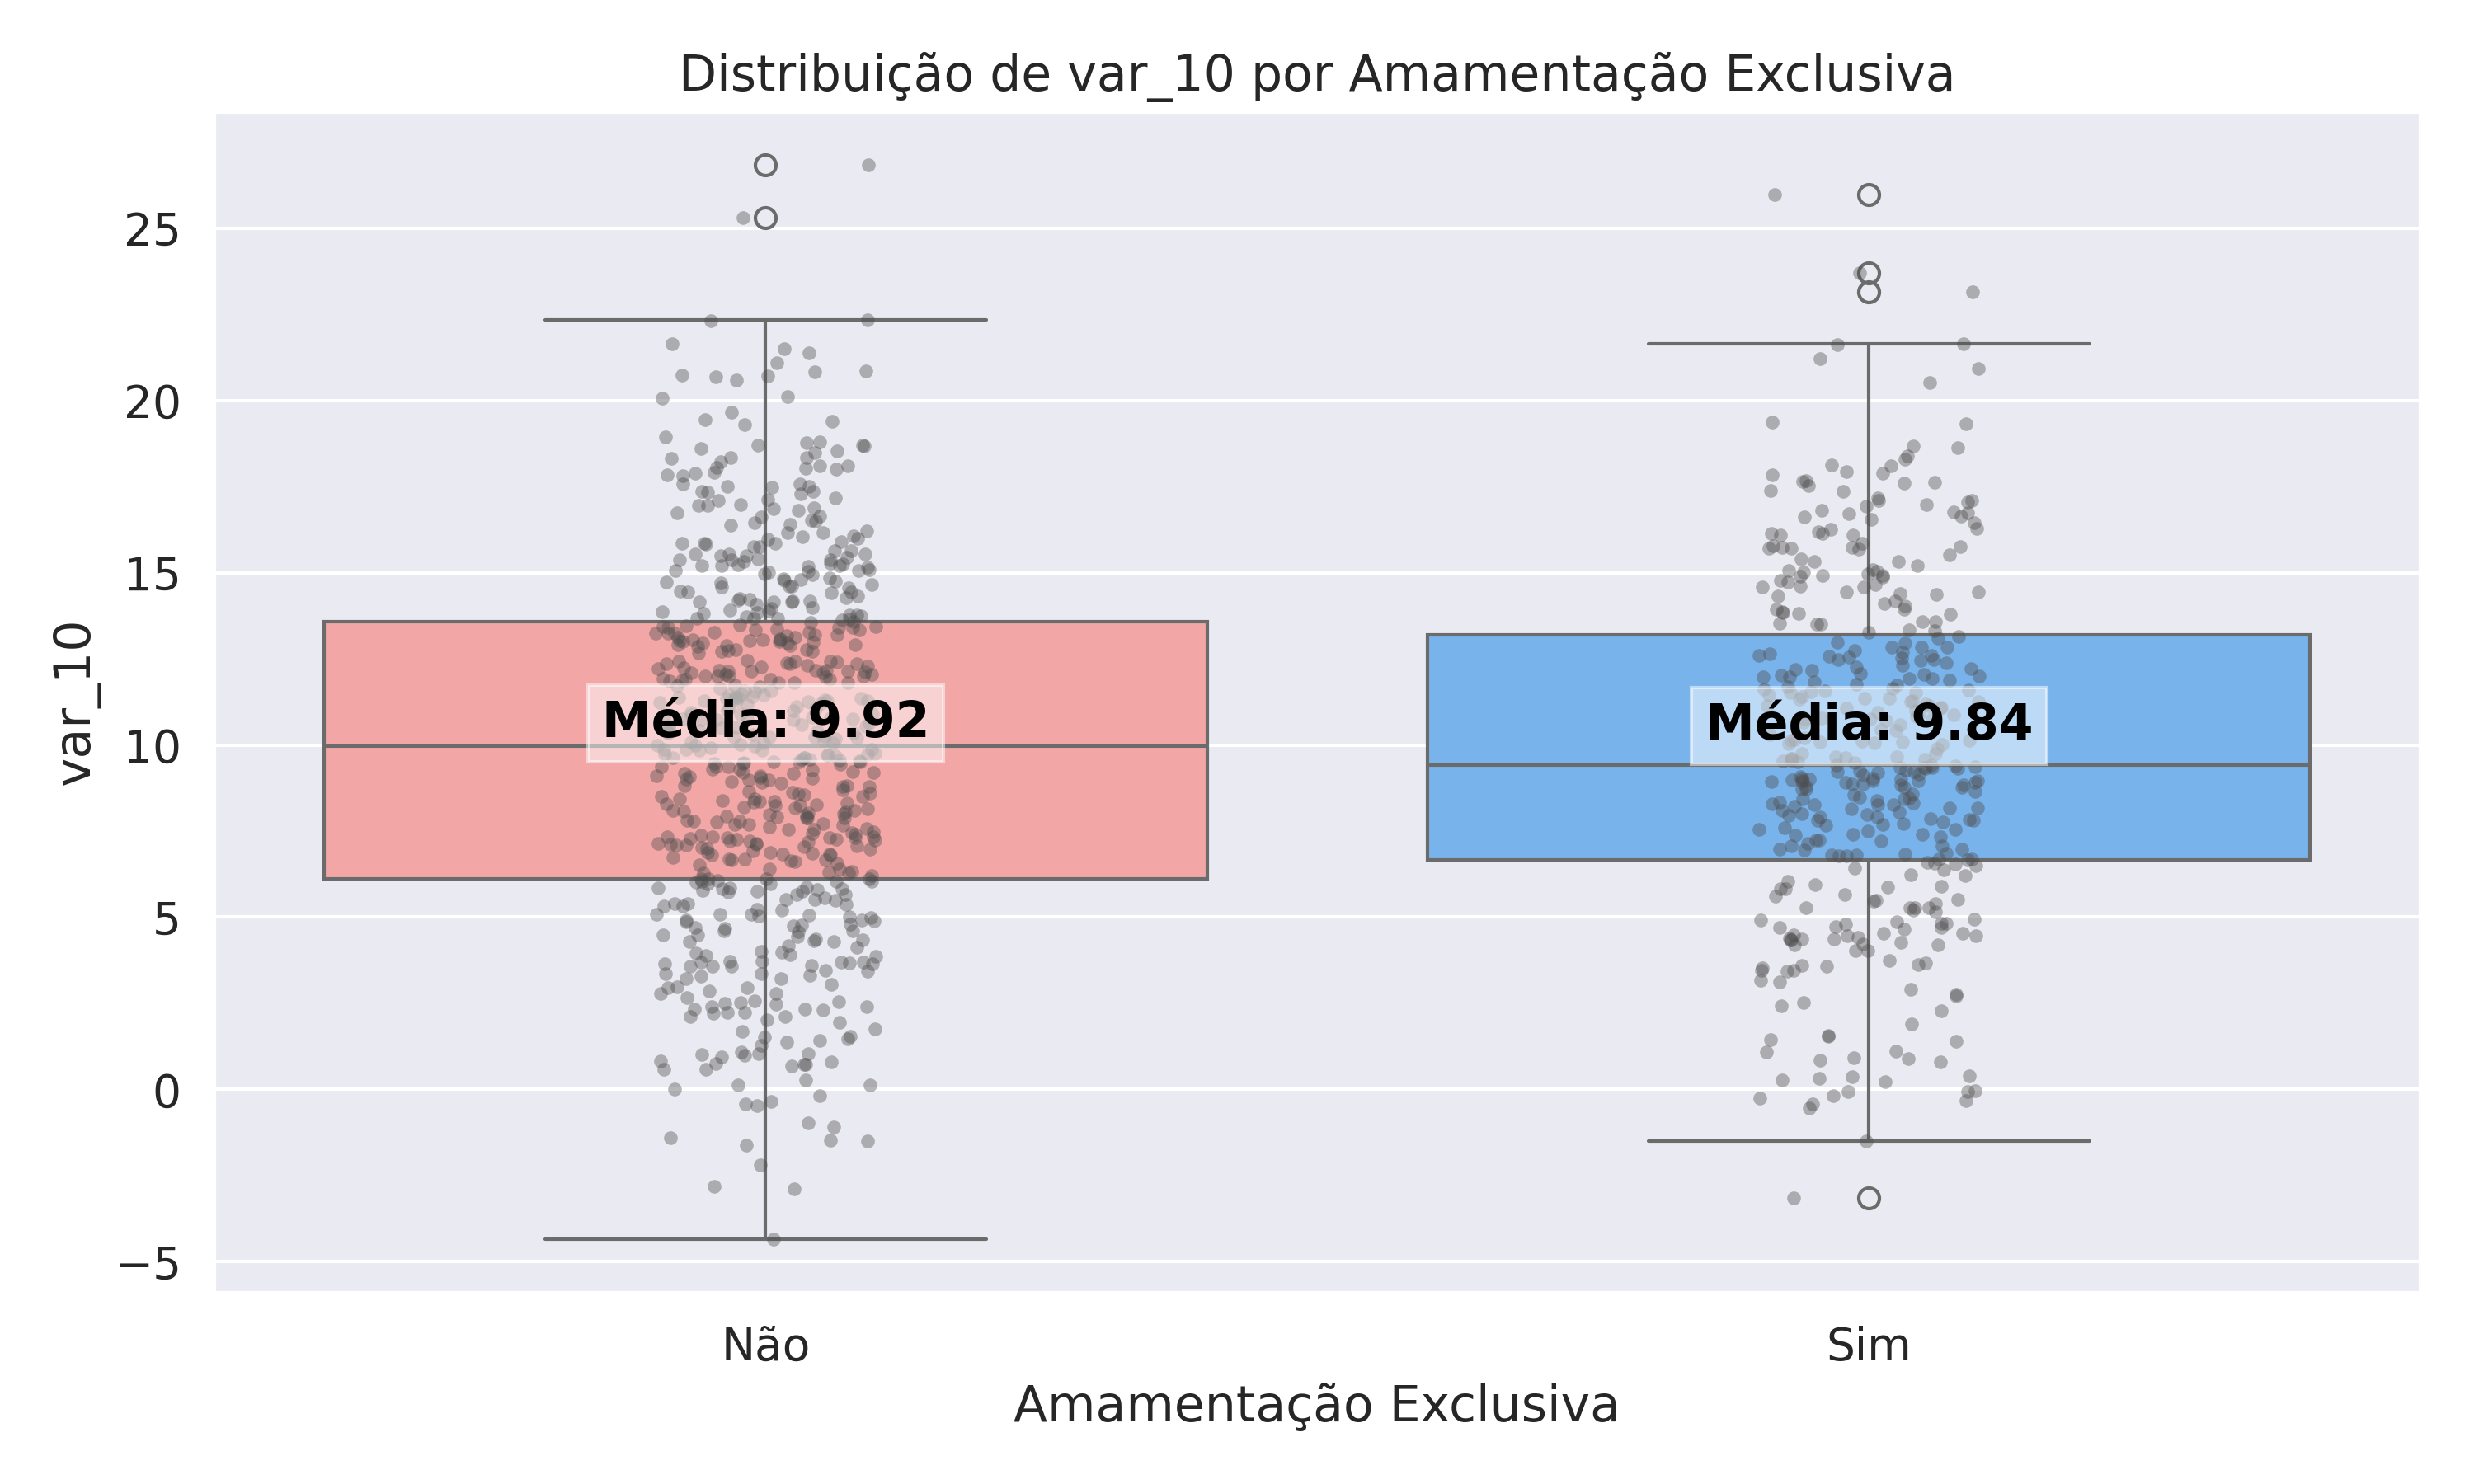 Distribuição de var_10 por Amamentação Exclusiva
var_10
25
20
15
10
5
0
−5
Média: 9.92
Média: 9.84
Não
Sim
Amamentação Exclusiva